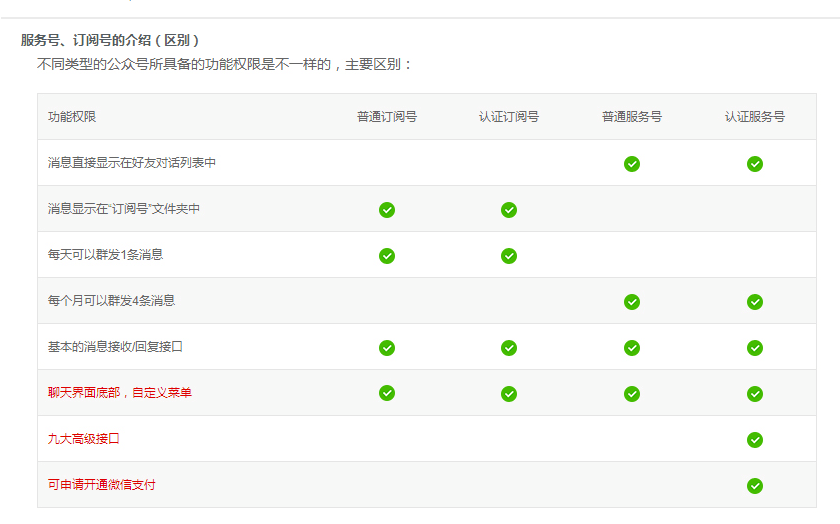 服务号、订阅号的介绍（区别）
不同类型的公众号所具备的功能权限是不一样的，主要区别：
功能权限 普通订阅号 认证订阅号 普通服务号 认证服务号
消息直接显示在好友对话列表中
消息显示在“订阅号”文件夹中
每天可以群发1条消息
每个月可以群发4条消息
基本的消息接收/回复接口
聊天界面底部，自定义菜单
九大高级接口
可申请开通微信支付